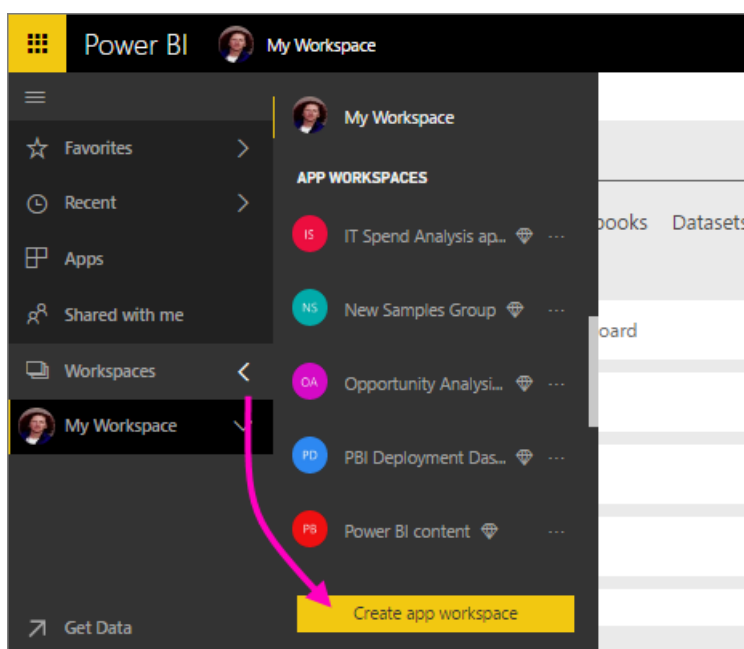 Power BI
My Workspace
Favorites
Recent
Apps
Shared with me
Workspaces
My Workspace
Get Data
My Workspace
APP WORKSPACES
IS IT Spend Analysis ap...
NS New Samples Group
OA Opportunity Analysi...
PD PBI Deployment Das...
PB Power BI content
Create app workspace
ooks Datasets
oard